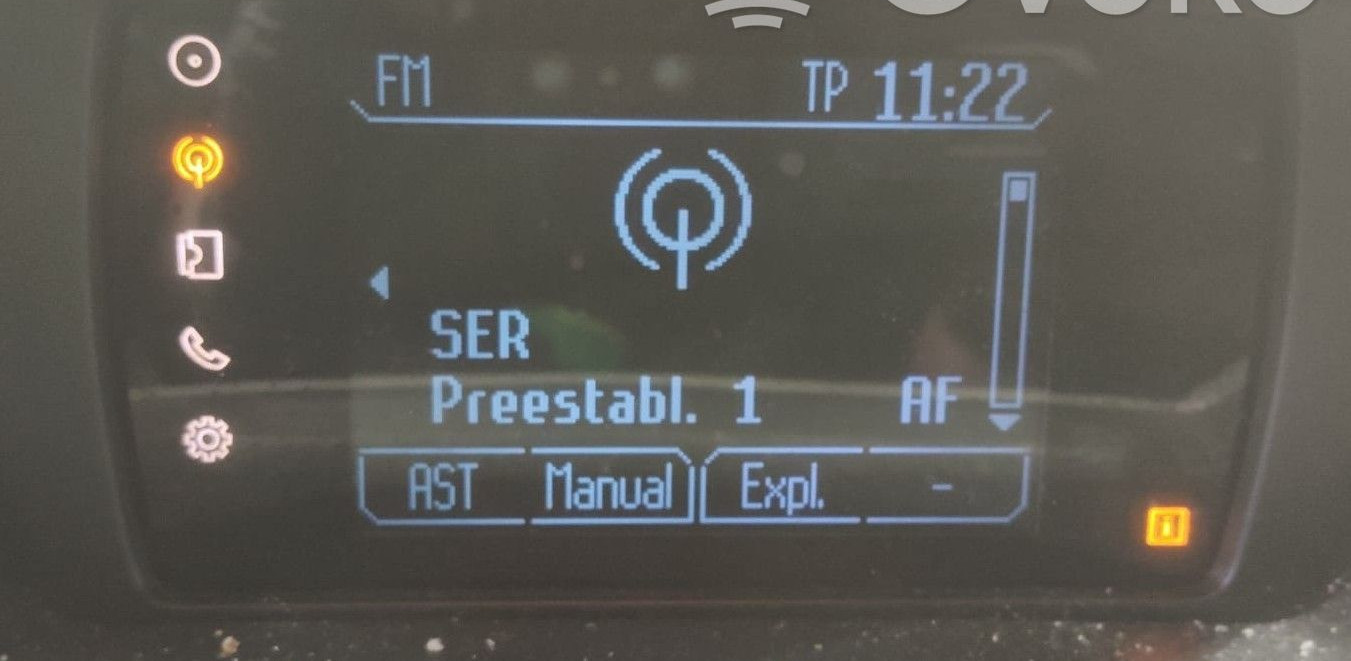 FM TP 11:22
SER
Preestabl. 1 AF
AST Manual Expl. -